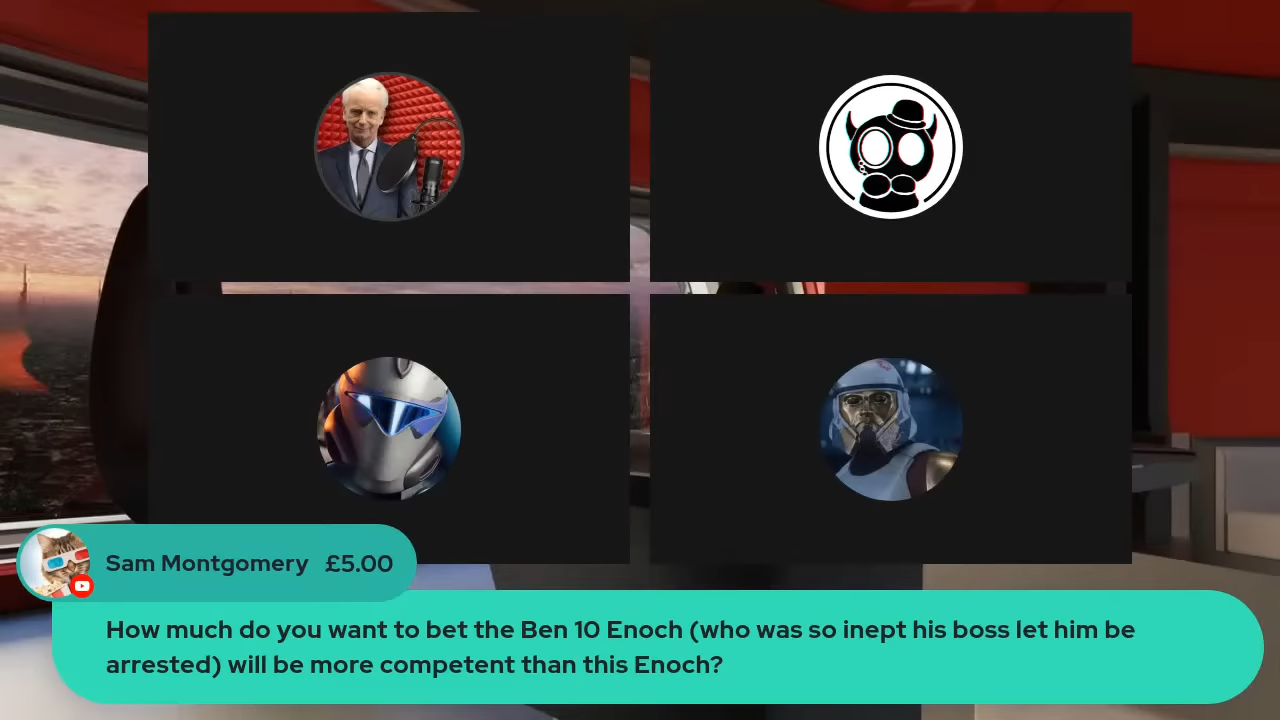 Sam Montgomery £5.00
How much do you want to bet the Ben 10 Enoch (who was so inept his boss let him be
arrested) will be more competent than this Enoch?